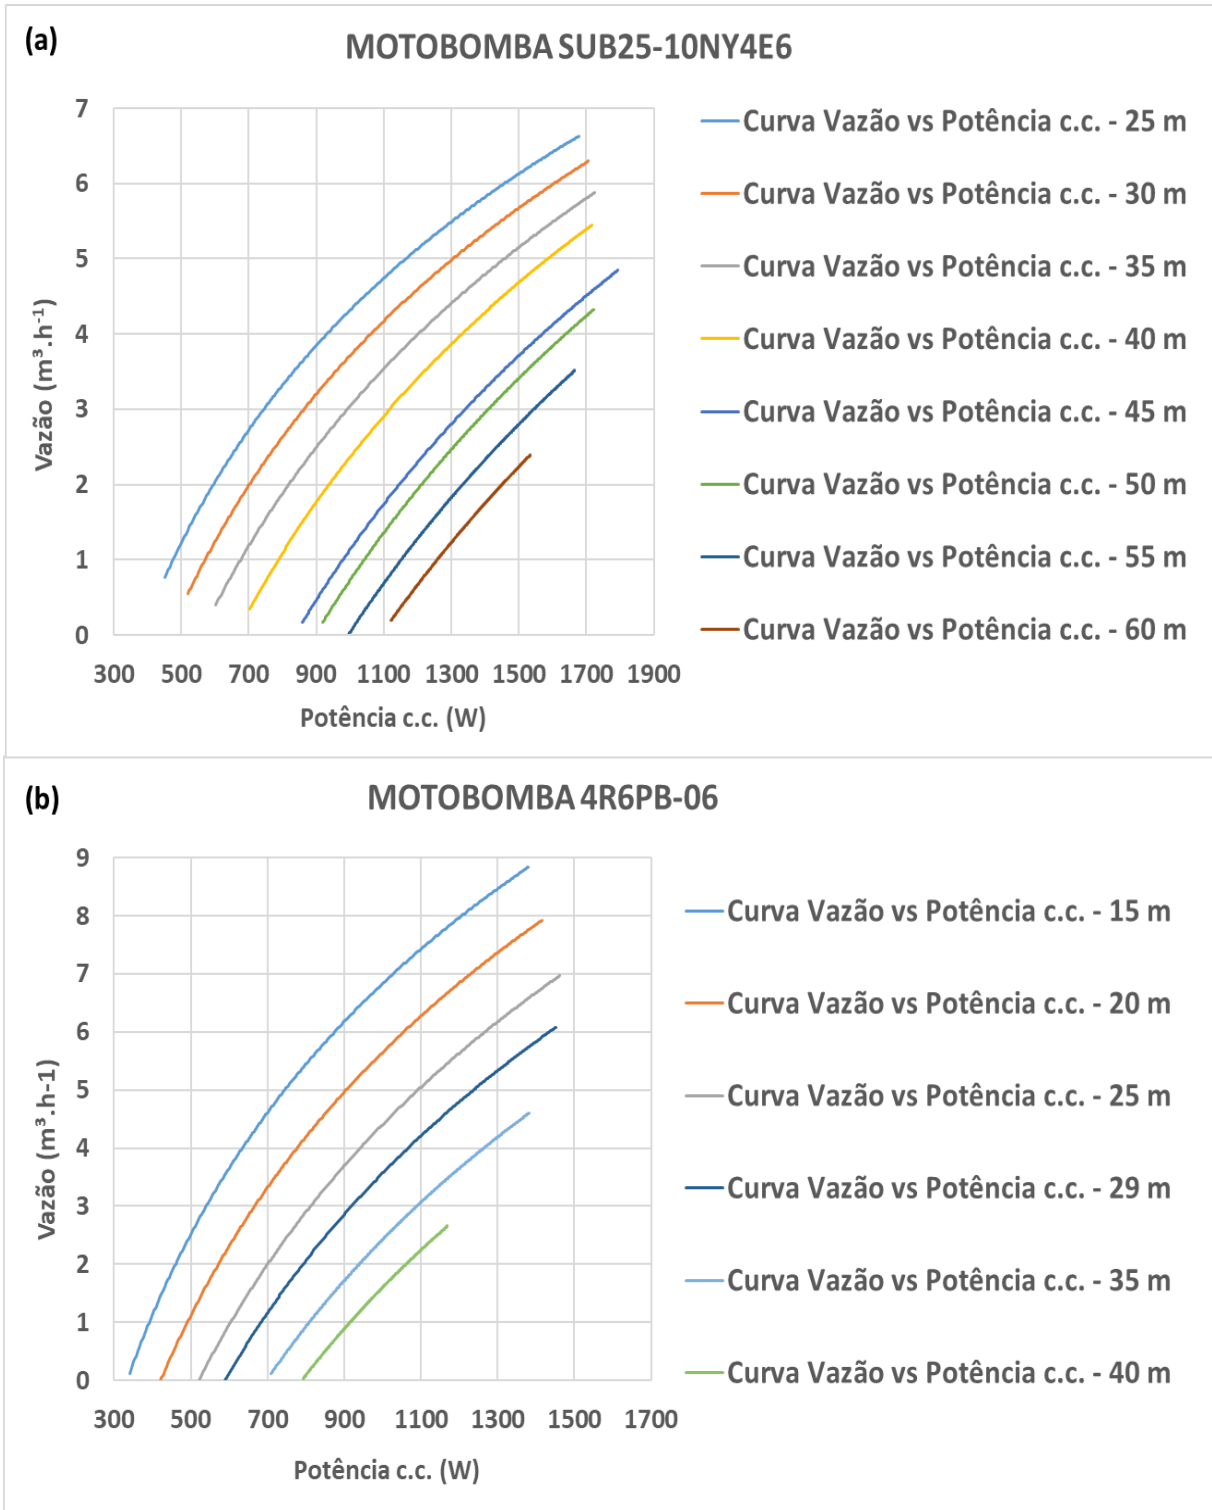 (a)
MOTOBOMBA SUB25-10NY4E6
7
6
5
4
3
2
1
0
Vazão (m³.h⁻¹)
300 500 700 900 1100 1300 1500 1700 1900
Potência c.c. (W)
Curva Vazão vs Potência c.c. - 25 m
Curva Vazão vs Potência c.c. - 30 m
Curva Vazão vs Potência c.c. - 35 m
Curva Vazão vs Potência c.c. - 40 m
Curva Vazão vs Potência c.c. - 45 m
Curva Vazão vs Potência c.c. - 50 m
Curva Vazão vs Potência c.c. - 55 m
Curva Vazão vs Potência c.c. - 60 m
(b)
MOTOBOMBA 4R6PB-06
9
8
7
6
5
4
3
2
1
0
Vazão (m³.h-1)
300 500 700 900 1100 1300 1500 1700
Potência c.c. (W)
Curva Vazão vs Potência c.c. - 15 m
Curva Vazão vs Potência c.c. - 20 m
Curva Vazão vs Potência c.c. - 25 m
Curva Vazão vs Potência c.c. - 29 m
Curva Vazão vs Potência c.c. - 35 m
Curva Vazão vs Potência c.c. - 40 m